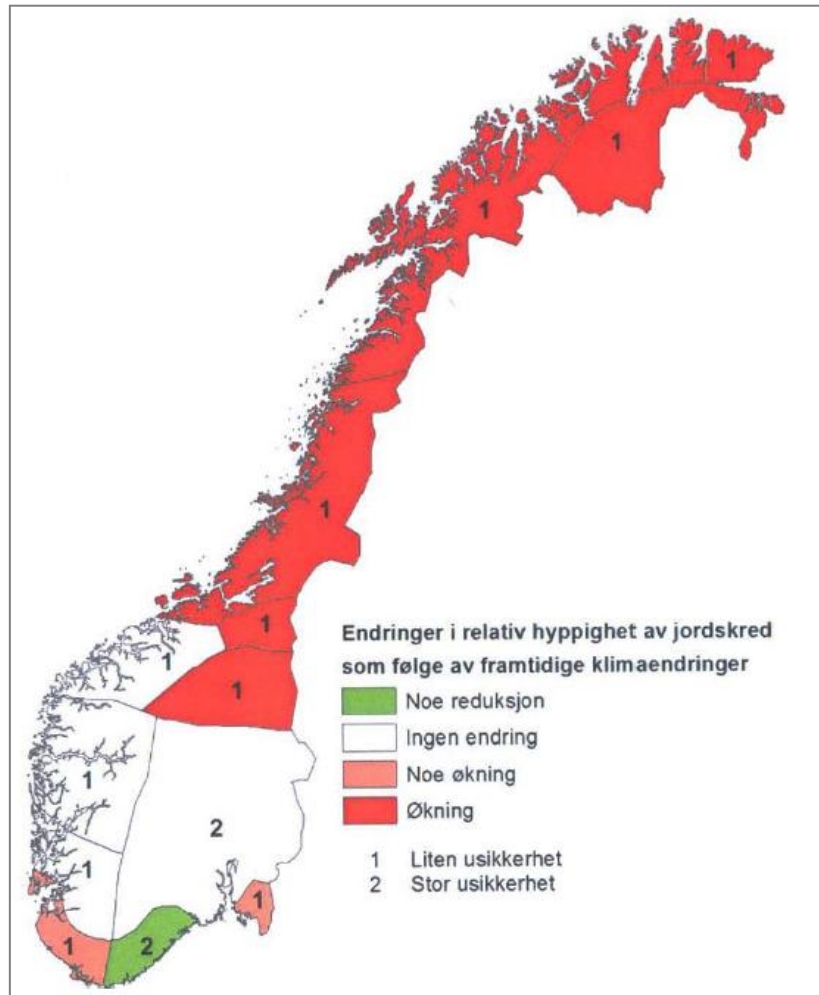 1
1
1
1
1
1
1
1
2
1
1
1
2
Endringer i relativ hyppighet av jordskred
som følge av framtidige klimaendringer
Noe reduksjon
Ingen endring
Noe økning
Økning
1 Liten usikkerhet
2 Stor usikkerhet